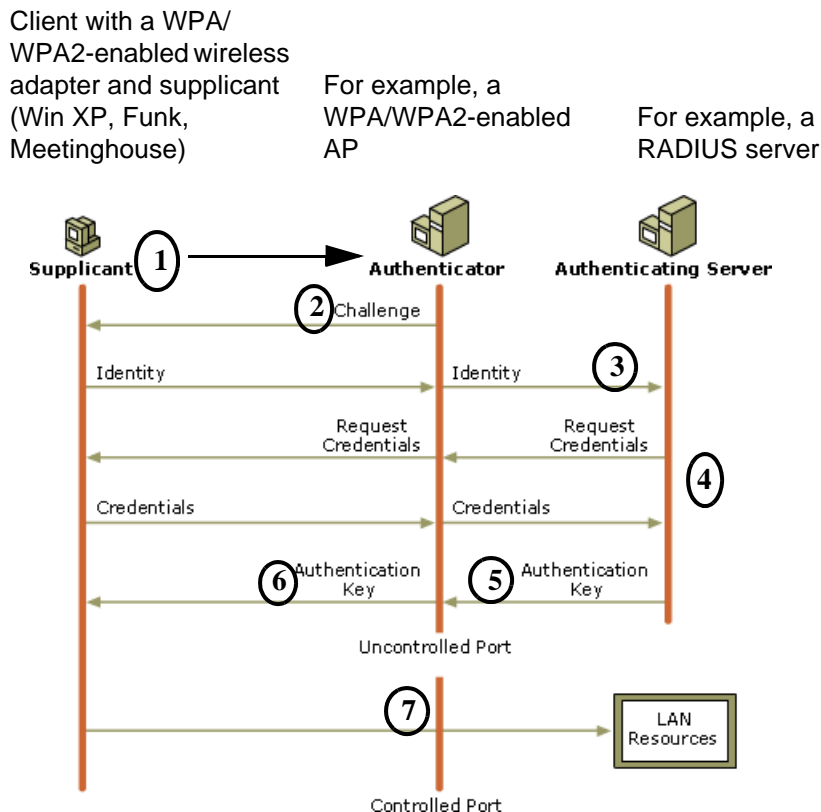 Client with a WPA/
WPA2-enabled wireless
adapter and supplicant
(Win XP, Funk,
Meetinghouse)
For example, a
WPA/WPA2-enabled
AP
For example, a
RADIUS server
Supplicant
1
Authenticator
Authenticating Server
2
Challenge
Identity
Identity
3
Request
Credentials
Request
Credentials
4
Credentials
Credentials
6
Authentication
Key
5
Authentication
Key
Uncontrolled Port
7
LAN
Resources
Controlled Port